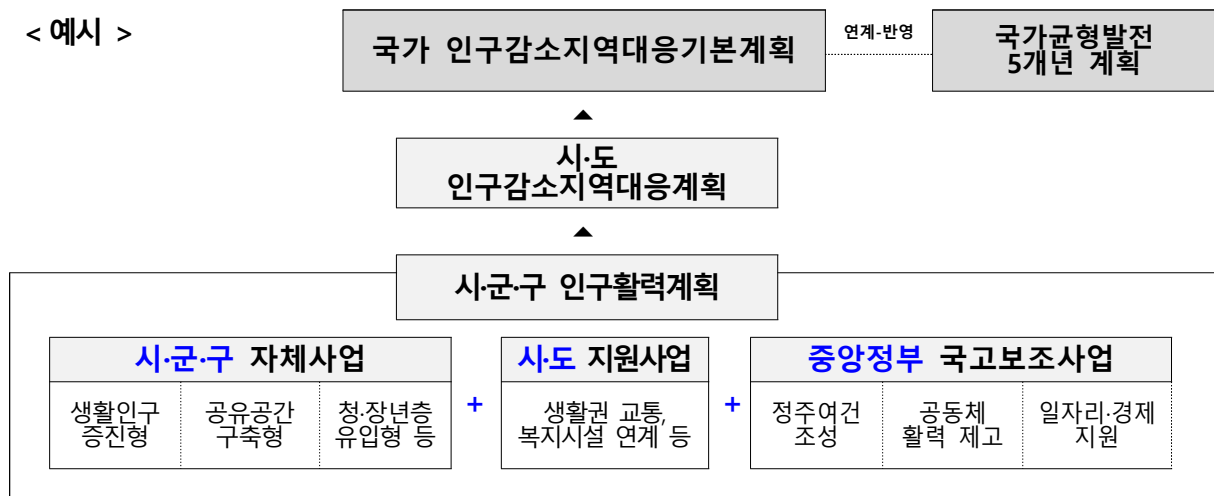 < 예시 >
국가 인구감소지역대응기본계획
연계-반영
국가균형발전
5개년 계획
▲
시·도
인구감소지역대응계획
▲
시·군·구 인구활력계획
시·군·구 자체사업
생활인구
증진형
공유공간
구축형
청·장년층
유입형 등
+
시·도 지원사업
생활권 교통,
복지시설 연계 등
+
중앙정부 국고보조사업
정주여건
조성
공동체
활력 제고
일자리·경제
지원